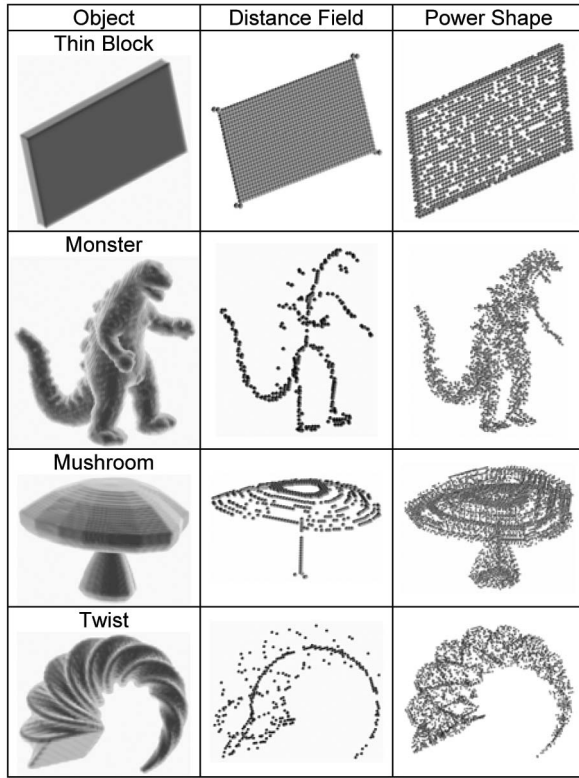 Object Distance Field Power Shape
Thin Block
Monster
Mushroom
Twist